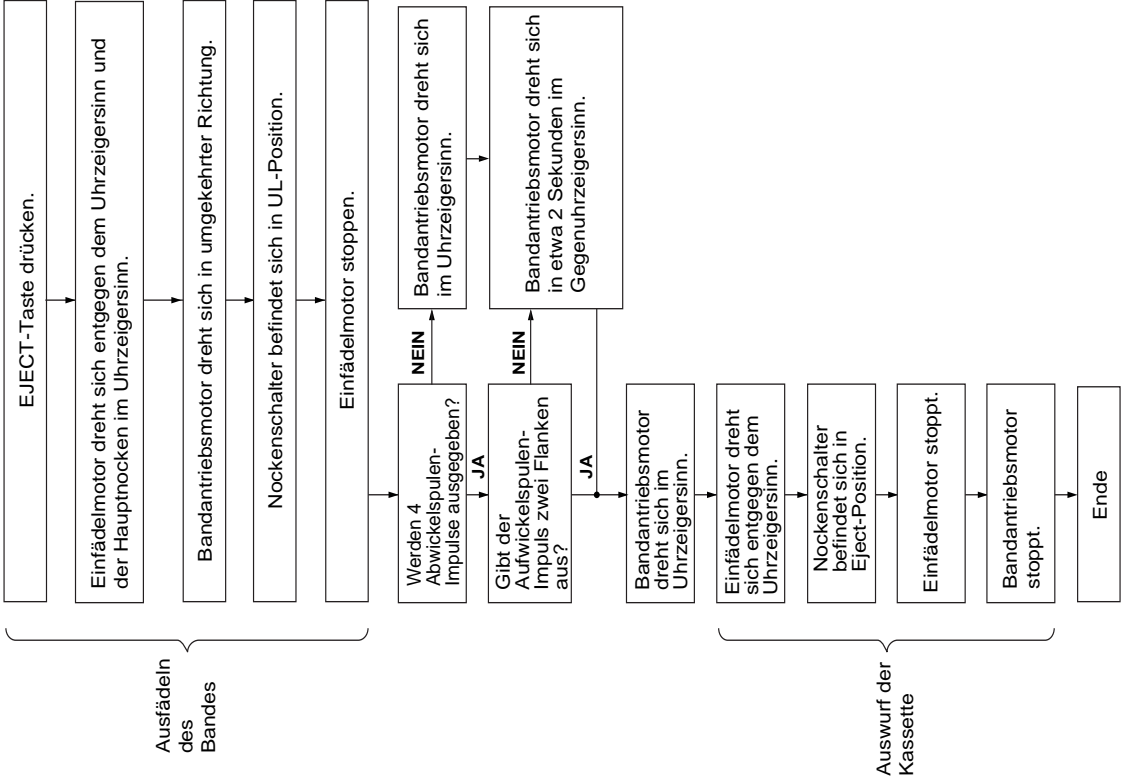 EJECT-Taste drücken.
Einfädelmotor dreht sich entgegen dem Uhrzeigersinn und
der Hauptnocken im Uhrzeigersinn.
Bandantriebsmotor dreht sich in umgekehrter Richtung.
Nockenschalter befindet sich in UL-Position.
Einfädelmotor stoppen.
Ausfädeln
des
Bandes
Werden 4
Abwickelspulen-
Impulse ausgegeben?
NEIN
Bandantriebsmotor dreht sich
im Uhrzeigersinn.
JA
Gibt der
Aufwickelspulen-
Impuls zwei Flanken
aus?
NEIN
Bandantriebsmotor dreht sich
in etwa 2 Sekunden im
Gegenuhrzeigersinn.
JA
Bandantriebsmotor
dreht sich im
Uhrzeigersinn.
Einfädelmotor dreht
sich entgegen dem
Uhrzeigersinn.
Nockenschalter
befindet sich in
Eject-Position.
Einfädelmotor stoppt.
Bandantriebsmotor
stoppt.
Auswurf der
Kassette
Ende